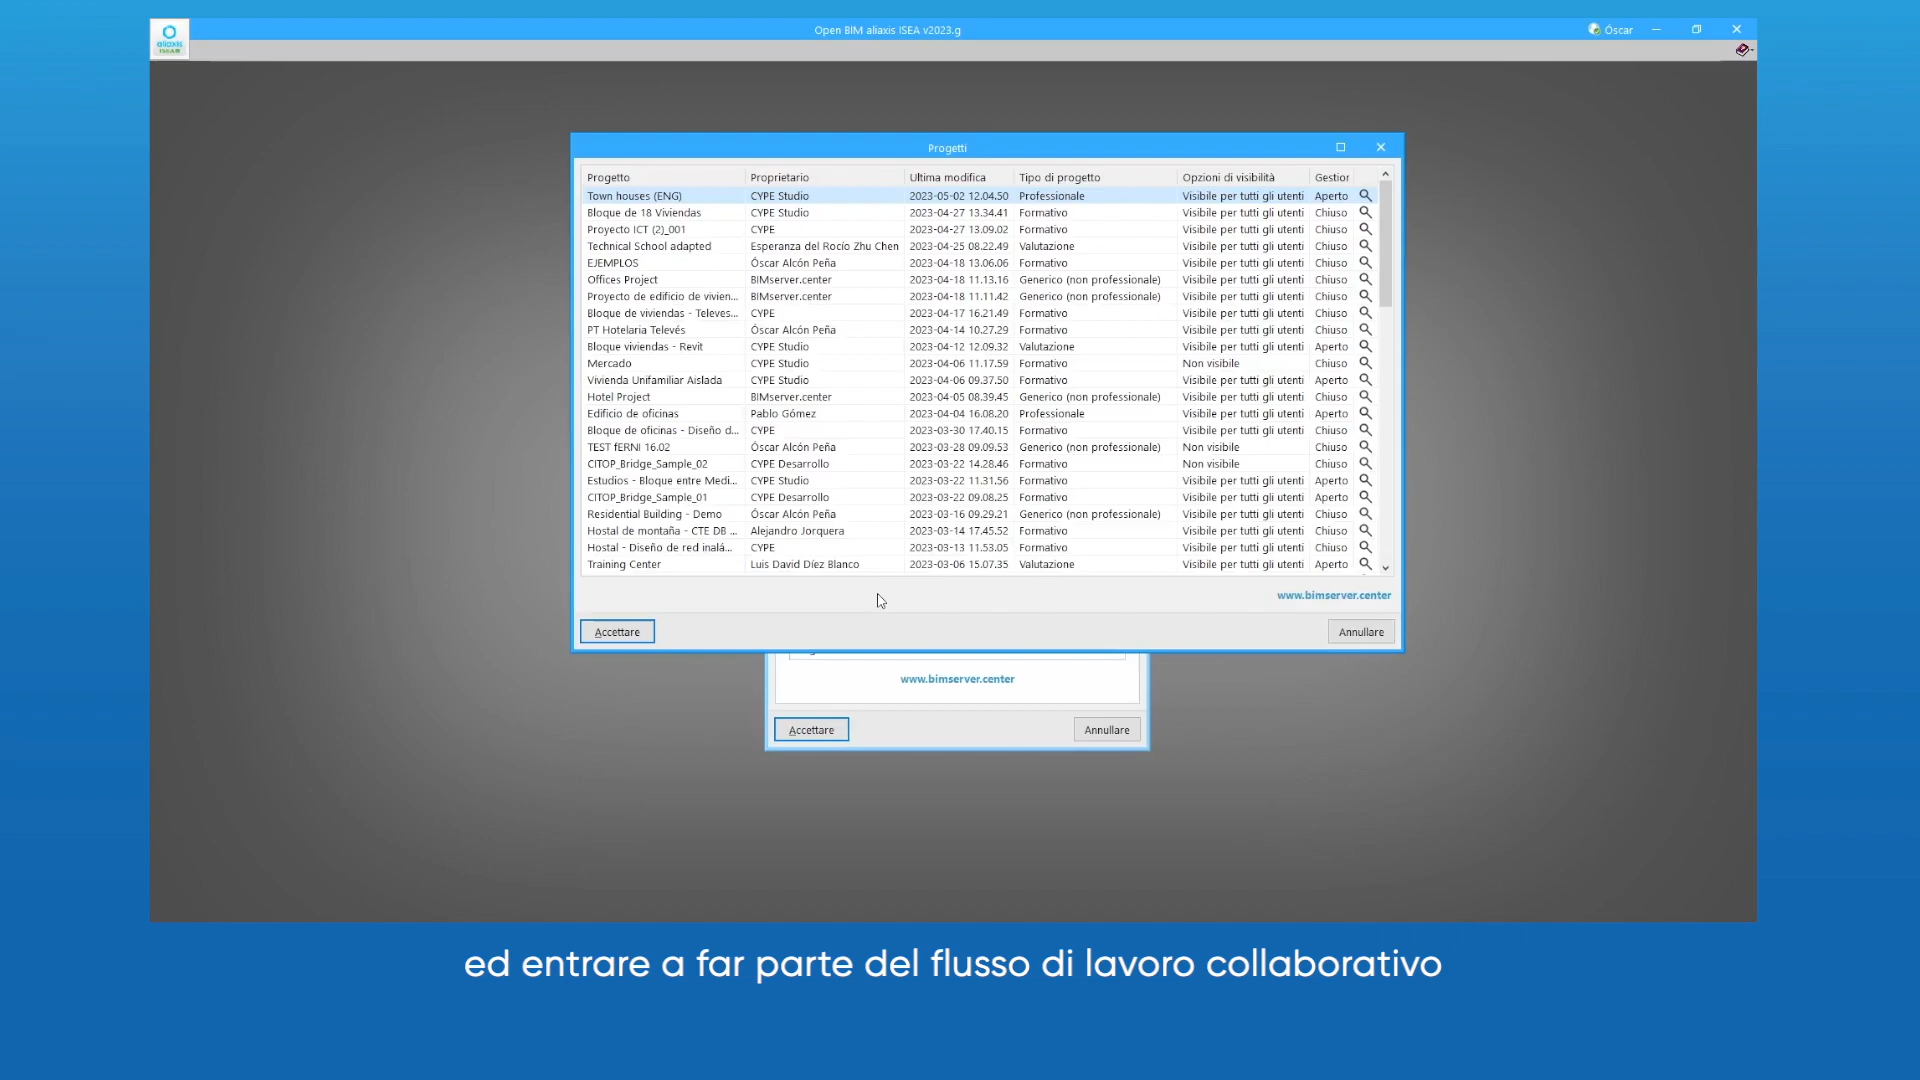 aliaxis
ISEA
Open BIM aliaxis ISEA v2023.g
Óscar
Progetti
Progetto Proprietario Ultima modifica Tipo di progetto Opzioni di visibilità Gestior
Town houses (ENG) CYPE Studio 2023-05-02 12.04.50 Professionale Visibile per tutti gli utenti Aperto
Bloque de 18 Viviendas CYPE Studio 2023-04-27 13.34.41 Formativo Visibile per tutti gli utenti Chiuso
Proyecto ICT (2)_001 CYPE 2023-04-27 13.09.02 Formativo Visibile per tutti gli utenti Chiuso
Technical School adapted Esperanza del Rocío Zhu Chen 2023-04-25 08.22.49 Valutazione Visibile per tutti gli utenti Chiuso
EJEMPLOS Óscar Alcón Peña 2023-04-18 13.06.06 Formativo Visibile per tutti gli utenti Chiuso
Offices Project BIMserver.center 2023-04-18 11.13.16 Generico (non professionale) Visibile per tutti gli utenti Chiuso
Proyecto de edificio de vivien... BIMserver.center 2023-04-18 11.11.42 Generico (non professionale) Visibile per tutti gli utenti Chiuso
Bloque de viviendas - Televes... CYPE 2023-04-17 16.21.49 Formativo Visibile per tutti gli utenti Chiuso
PT Hotelaria Televés Óscar Alcón Peña 2023-04-14 10.27.29 Formativo Visibile per tutti gli utenti Chiuso
Bloque viviendas - Revit CYPE Studio 2023-04-12 12.09.32 Valutazione Visibile per tutti gli utenti Aperto
Mercado CYPE Studio 2023-04-06 11.17.59 Formativo Non visibile Chiuso
Vivienda Unifamiliar Aislada CYPE Studio 2023-04-06 09.37.50 Formativo Visibile per tutti gli utenti Aperto
Hotel Project BIMserver.center 2023-04-05 08.39.45 Generico (non professionale) Visibile per tutti gli utenti Chiuso
Edificio de oficinas Pablo Gómez 2023-04-04 16.08.20 Professionale Visibile per tutti gli utenti Aperto
Bloque de oficinas - Diseño d... CYPE 2023-03-30 17.40.15 Formativo Visibile per tutti gli utenti Chiuso
TEST fERNI 16.02 Óscar Alcón Peña 2023-03-28 09.09.53 Generico (non professionale) Non visibile Chiuso
CITOP_Bridge_Sample_02 CYPE Desarrollo 2023-03-22 14.28.46 Formativo Non visibile Chiuso
Estudios - Bloque entre Medi... CYPE Studio 2023-03-22 11.31.56 Formativo Visibile per tutti gli utenti Aperto
CITOP_Bridge_Sample_01 CYPE Desarrollo 2023-03-22 09.08.25 Formativo Visibile per tutti gli utenti Aperto
Residential Building - Demo Óscar Alcón Peña 2023-03-16 09.29.21 Generico (non professionale) Visibile per tutti gli utenti Chiuso
Hostal de montaña - CTE DB ... Alejandro Jorquera 2023-03-14 17.45.52 Formativo Visibile per tutti gli utenti Chiuso
Hostal - Diseño de red inalá... CYPE 2023-03-13 11.53.05 Formativo Visibile per tutti gli utenti Chiuso
Training Center Luis David Díez Blanco 2023-03-06 15.07.35 Valutazione Visibile per tutti gli utenti Aperto
www.bimserver.center
Accettare Annullare
www.bimserver.center
Accettare Annullare
ed entrare a far parte del flusso di lavoro collaborativo